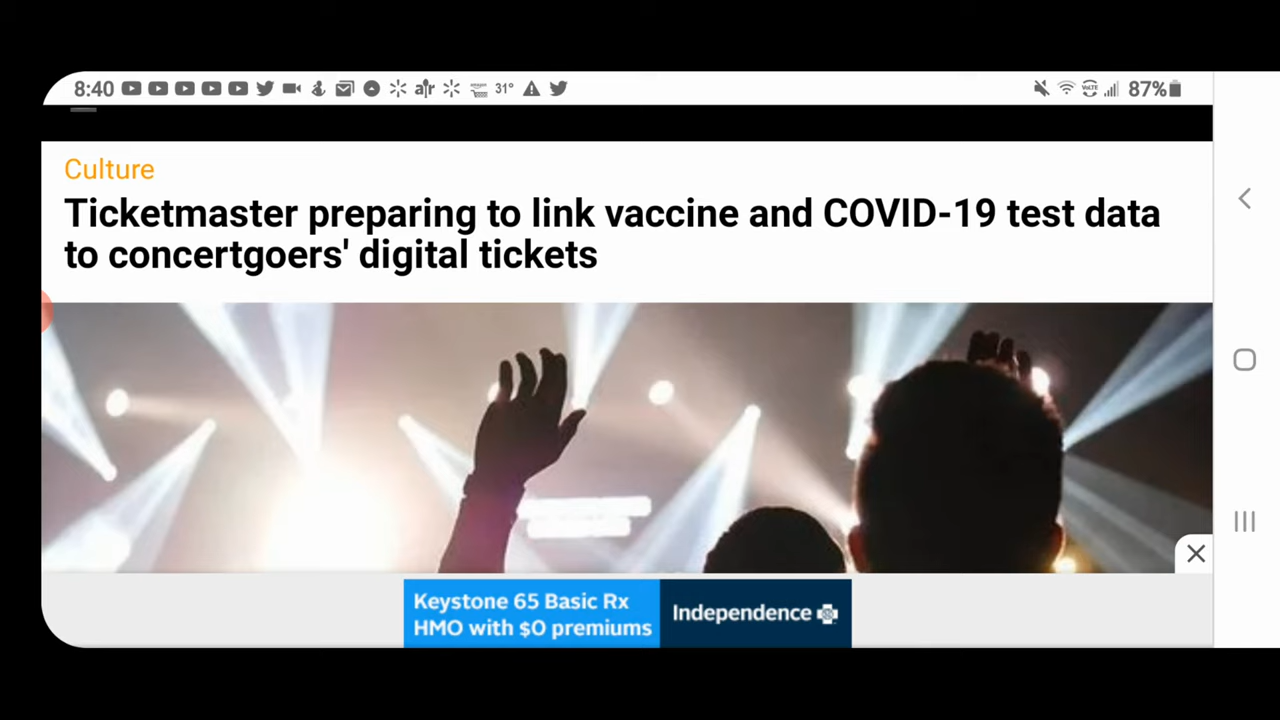 8:40 31° 87%
Culture
Ticketmaster preparing to link vaccine and COVID-19 test data
to concertgoers' digital tickets
Keystone 65 Basic Rx
HMO with $0 premiums
Independence